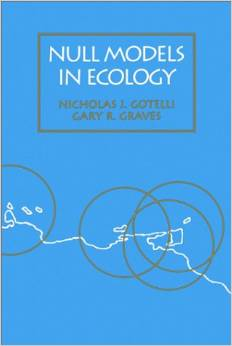 NULL MODELS
IN ECOLOGY
NICHOLAS J. GOTELLI
GARY R. GRAVES